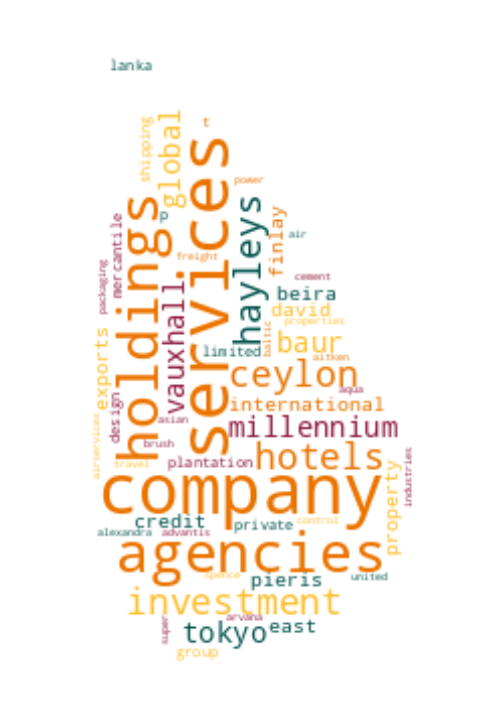 lanka
shipping
global
t
services
power
holdings
p
hayleys
finlay
mercantile
air
freight
packaging
cement
vauxhall
beira
david
properties
exports
limited
baltic
baur
aitken
ceylon
aqua
design
international
asian
millennium
airservices
brush
travel
plantation
hotels
industries
property
company
credit
private
control
alexandra
advantis
agencies
spence
pieris
united
investment
super
arvana
tokyo
east
group